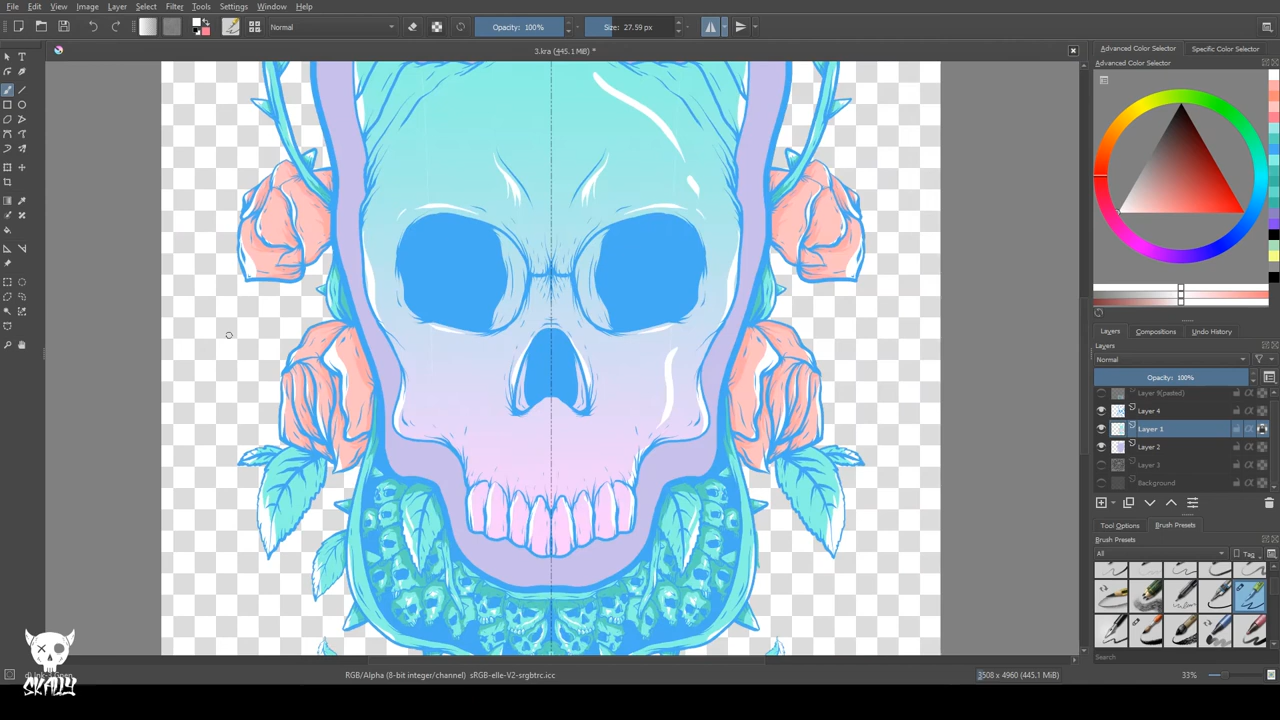 File Edit View Image Layer Select Filter Tools Settings Window Help
Normal Opacity: 100% Size: 27.59 px
3.kra (445.1 MiB) *
Advanced Color Selector Specific Color Selector
Advanced Color Selector
Layers Compositions Undo History
Layers
Normal
Opacity: 100%
Layer 9(pasted)
Layer 4
Layer 1
Layer 2
Layer 3
Background
Tool Options Brush Presets
Brush Presets
All Tag
Search
SKALLY
RGB/Alpha (8-bit integer/channel) sRGB-elle-V2-srgbtrc.icc
3508 x 4960 (445.1 MiB)
33%